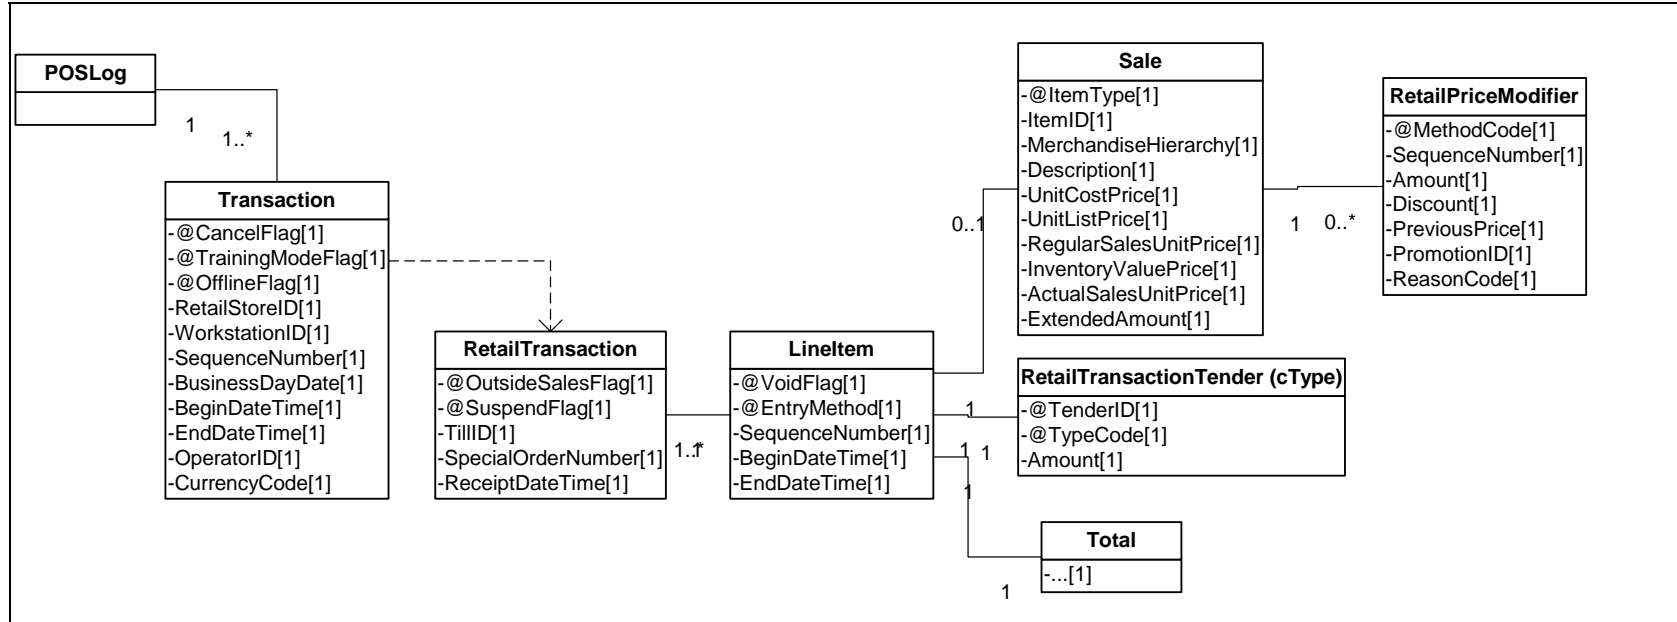 POSLog
1
1..*
Transaction
-@CancelFlag[1]
-@TrainingModeFlag[1]
-@OfflineFlag[1]
-RetailStoreID[1]
-WorkstationID[1]
-SequenceNumber[1]
-BusinessDayDate[1]
-BeginDateTime[1]
-EndDateTime[1]
-OperatorID[1]
-CurrencyCode[1]
RetailTransaction
-@OutsideSalesFlag[1]
-@SuspendFlag[1]
-TillID[1]
-SpecialOrderNumber[1]
-ReceiptDateTime[1]
1..*
1
LineItem
-@VoidFlag[1]
-@EntryMethod[1]
-SequenceNumber[1]
-BeginDateTime[1]
-EndDateTime[1]
0..1
1
1
1
1
1
Sale
-@ItemType[1]
-ItemID[1]
-MerchandiseHierarchy[1]
-Description[1]
-UnitCostPrice[1]
-UnitListPrice[1]
-RegularSalesUnitPrice[1]
-InventoryValuePrice[1]
-ActualSalesUnitPrice[1]
-ExtendedAmount[1]
1
0..*
RetailPriceModifier
-@MethodCode[1]
-SequenceNumber[1]
-Amount[1]
-Discount[1]
-PreviousPrice[1]
-PromotionID[1]
-ReasonCode[1]
RetailTransactionTender (cType)
-@TenderID[1]
-@TypeCode[1]
-Amount[1]
Total
-...[1]